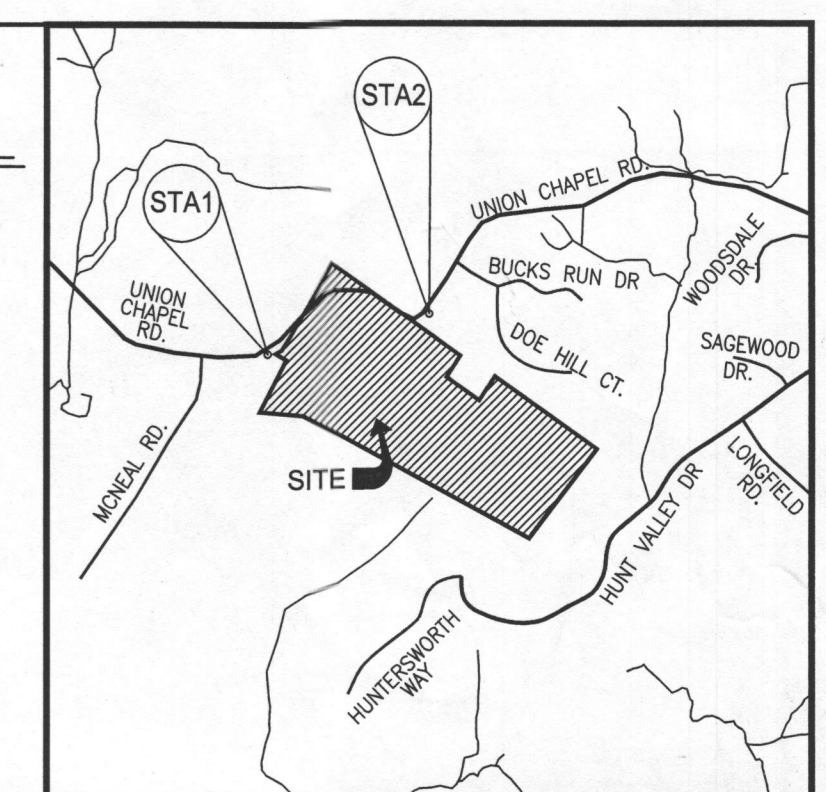 STA2
STA1
UNION CHAPEL RD.
UNION
CHAPEL
RD.
BUCKS RUN DR
WOODSDALE
DR.
DOE HILL CT.
SAGEWOOD
DR.
MCNEAL RD.
SITE
LONGFIELD
RD.
HUNT VALLEY DR
HUNTERSWORTH
WAY